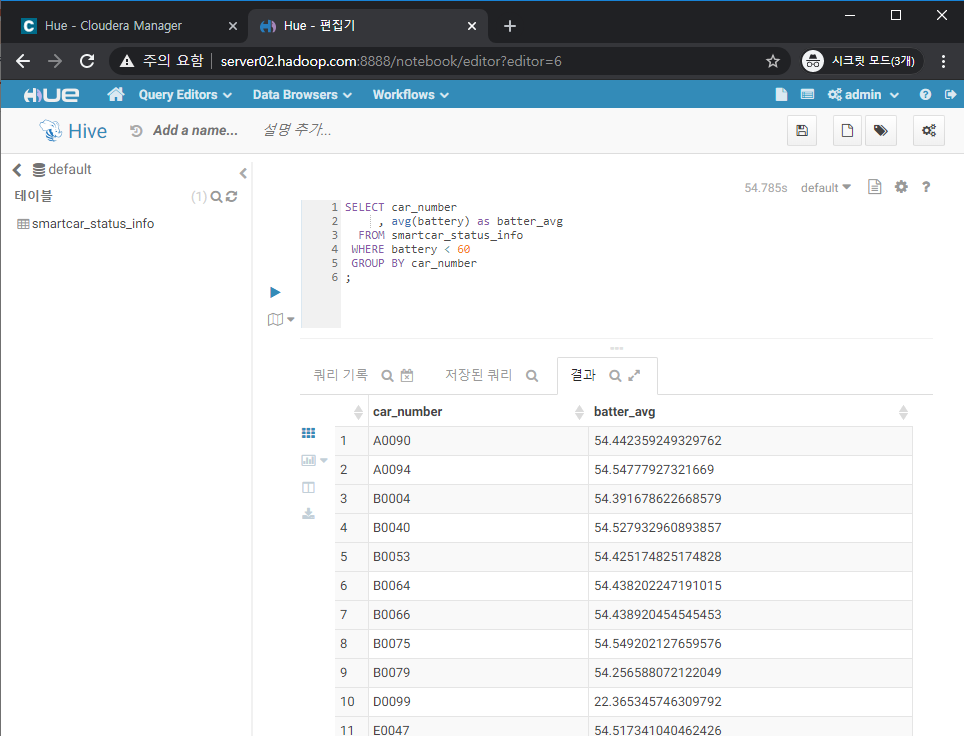 Hue - Cloudera Manager
Hue - 편집기
주의 요함 | server02.hadoop.com:8888/notebook/editor?editor=6
시크릿 모드(3개)
HUE Query Editors Data Browsers Workflows admin
Hive Add a name... 설명 추가...
default
테이블 (1)
smartcar_status_info
54.785s default
1 SELECT car_number
2 , avg(battery) as batter_avg
3 FROM smartcar_status_info
4 WHERE battery < 60
5 GROUP BY car_number
6 ;
쿼리 기록 저장된 쿼리 결과
car_number batter_avg
1 A0090 54.442359249329762
2 A0094 54.54777927321669
3 B0004 54.391678622668579
4 B0040 54.527932960893857
5 B0053 54.425174825174828
6 B0064 54.438202247191015
7 B0066 54.438920454545453
8 B0075 54.549202127659576
9 B0079 54.256588072122049
10 D0099 22.365345746309792
11 E0047 54.517341040462426